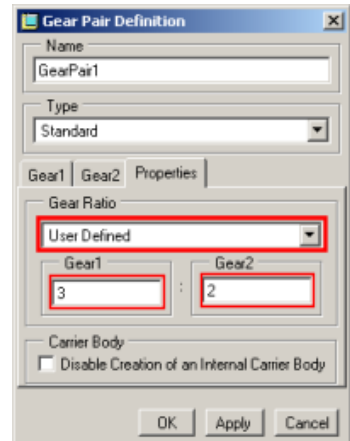 Gear Pair Definition
Name
GearPair1
Type
Standard
Gear1 Gear2 Properties
Gear Ratio
User Defined
Gear1 Gear2
3 : 2
Carrier Body
Disable Creation of an Internal Carrier Body
OK Apply Cancel